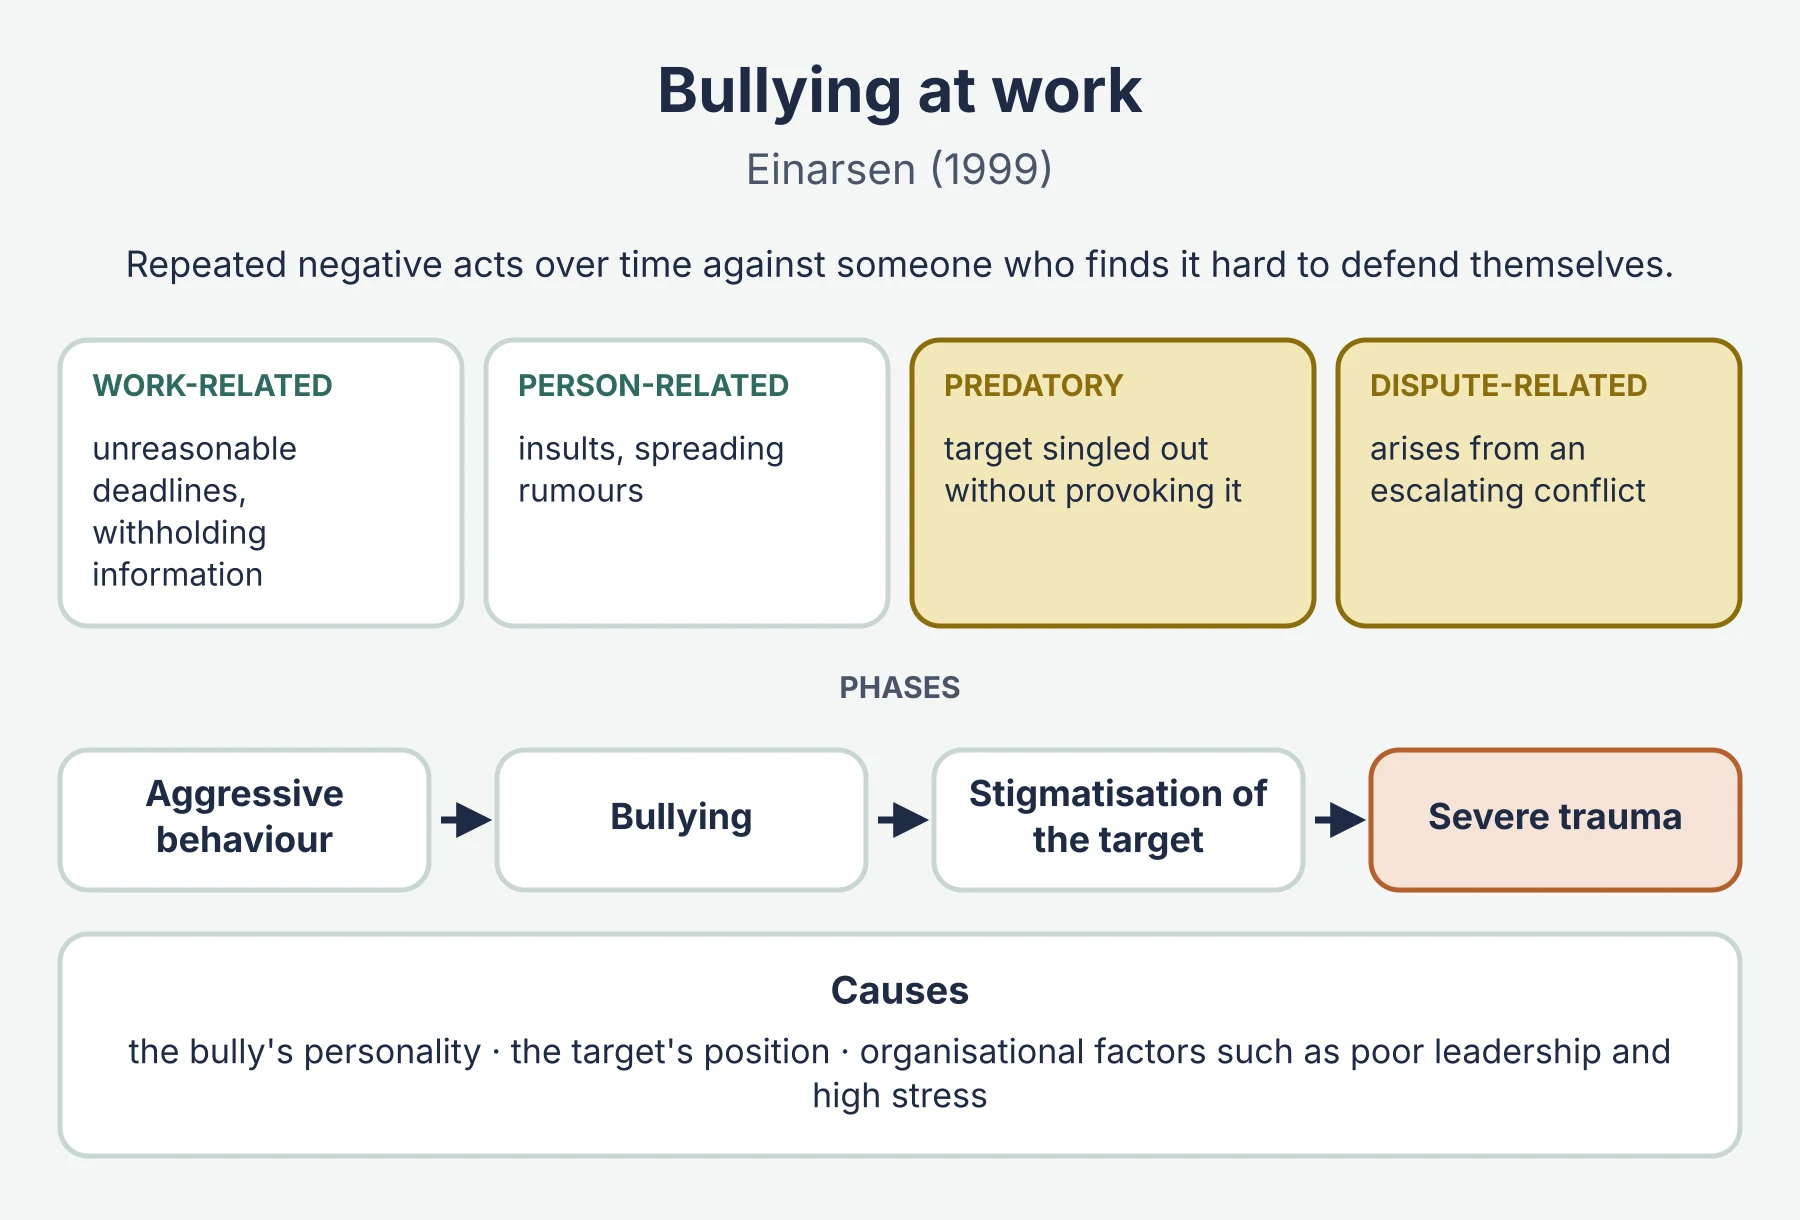 Bullying at work
Einarsen (1999)
Repeated negative acts over time against someone who finds it hard to defend themselves.
WORK-RELATED
unreasonable
deadlines,
withholding
information
PERSON-RELATED
insults, spreading
rumours
PREDATORY
target singled out
without provoking it
DISPUTE-RELATED
arises from an
escalating conflict
PHASES
Aggressive
behaviour
Bullying
Stigmatisation of
the target
Severe trauma
Causes
the bully's personality · the target's position · organisational factors such as poor leadership and
high stress